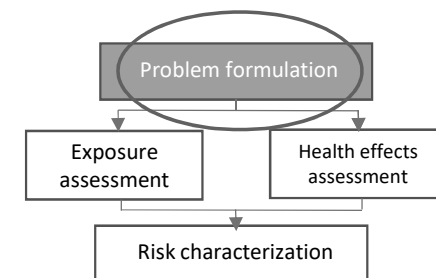 Problem formulation
Exposure
assessment
Health effects
assessment
Risk characterization